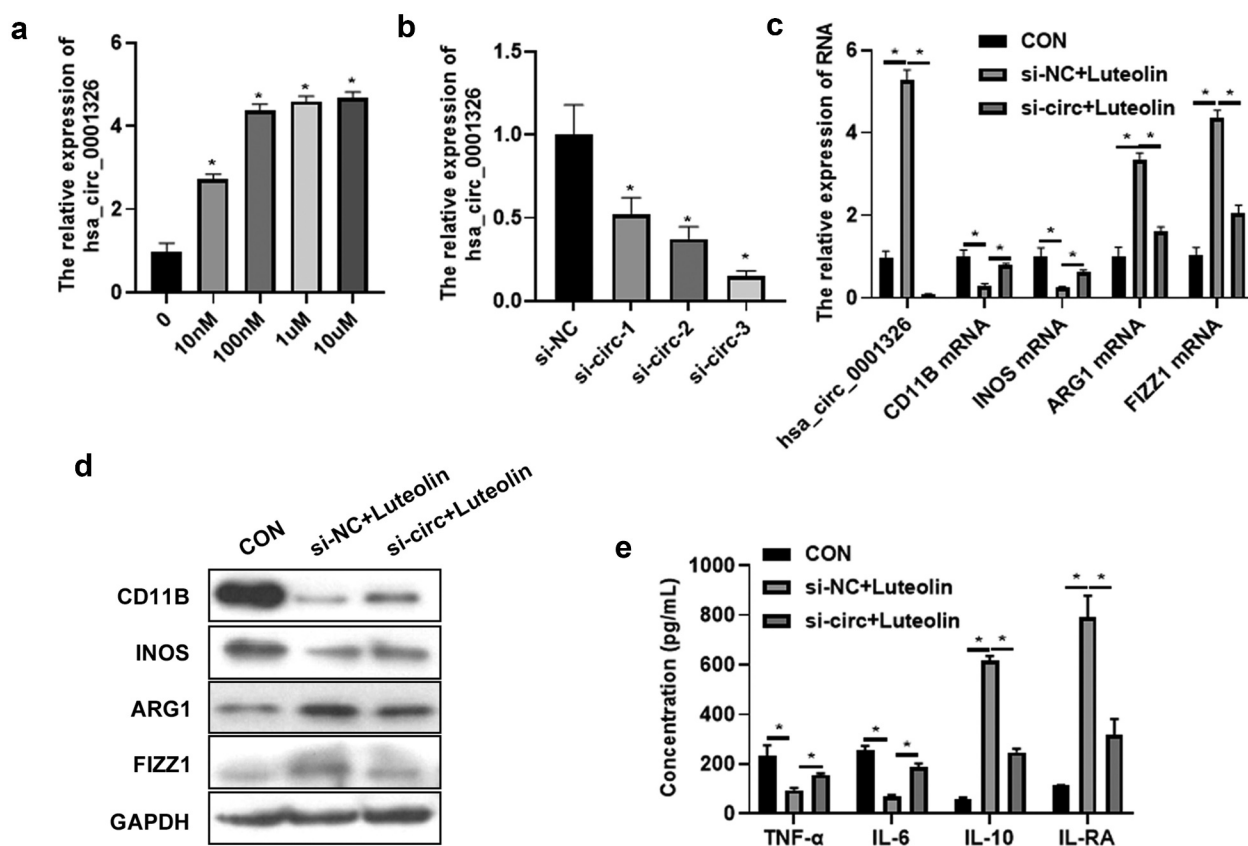 a
The relative expression of
hsa_circ_0001326
6
4
2
0
*
*
*
*
0
10nM
100nM
1uM
10uM
b
The relative expression of
hsa_circ_0001326
1.5
1.0
0.5
0.0
*
*
*
si-NC
si-circ-1
si-circ-2
si-circ-3
c
The relative expression of RNA
6
4
2
0
CON
si-NC+Luteolin
si-circ+Luteolin
* *
* *
* *
* *
* *
hsa_circ_0001326
CD11B mRNA
INOS mRNA
ARG1 mRNA
FIZZ1 mRNA
d
CON
si-NC+Luteolin
si-circ+Luteolin
CD11B
INOS
ARG1
FIZZ1
GAPDH
e
Concentration (pg/mL)
1000
800
600
400
200
0
CON
si-NC+Luteolin
si-circ+Luteolin
* *
* *
* *
* *
TNF-α
IL-6
IL-10
IL-RA